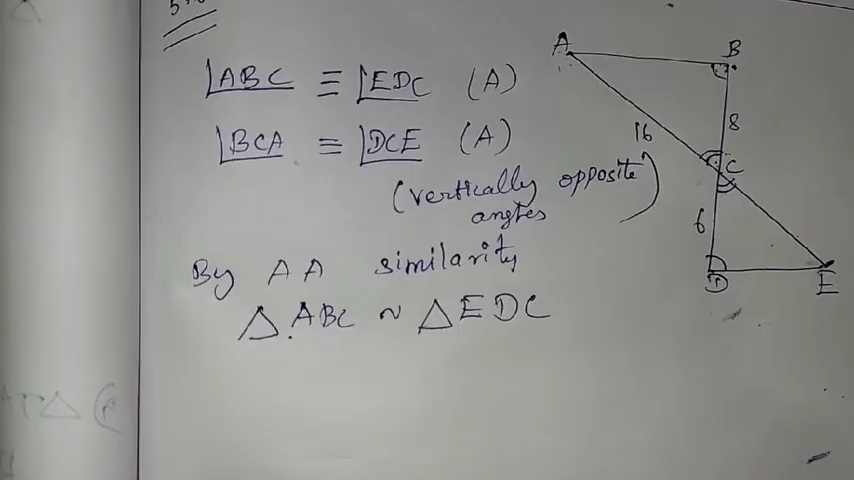 ∠ABC ≡ ∠EDC (A)
∠BCA ≡ ∠DCE (A)
(vertically opposite
angles)
By AA similarity
△ABC ~ △EDC
A
B
8
16
C
6
D
E